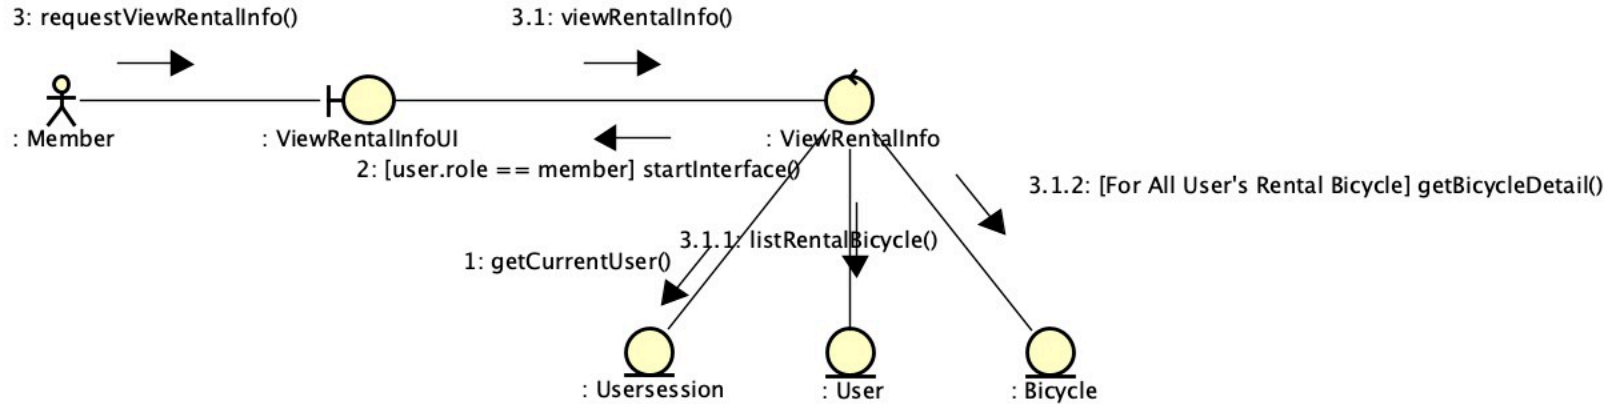 3: requestViewRentalInfo()
3.1: viewRentalInfo()
: Member
: ViewRentalInfoUI
: ViewRentalInfo
2: [user.role == member] startInterface()
3.1.2: [For All User's Rental Bicycle] getBicycleDetail()
3.1.1: listRentalBicycle()
1: getCurrentUser()
: Usersession
: User
: Bicycle